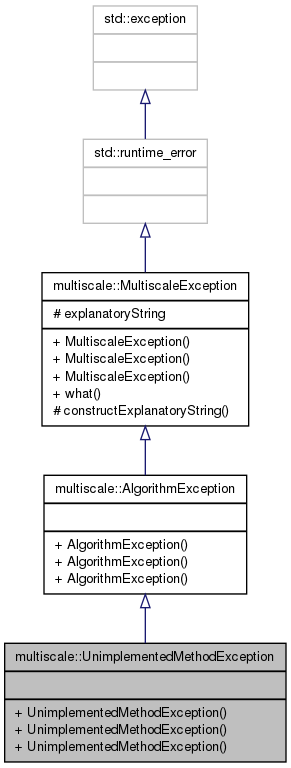 std::exception
std::runtime_error
multiscale::MultiscaleException
# explanatoryString
+ MultiscaleException()
+ MultiscaleException()
+ MultiscaleException()
+ what()
# constructExplanatoryString()
multiscale::AlgorithmException
+ AlgorithmException()
+ AlgorithmException()
+ AlgorithmException()
multiscale::UnimplementedMethodException
+ UnimplementedMethodException()
+ UnimplementedMethodException()
+ UnimplementedMethodException()